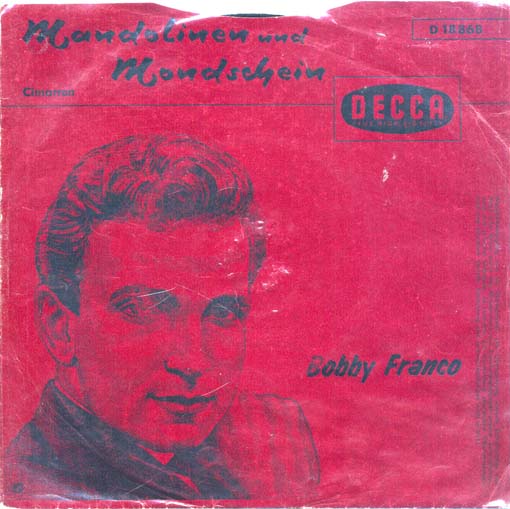 Mandolinen und
Mondschein
Cimarron
D 18 868
DECCA
Bobby Franco